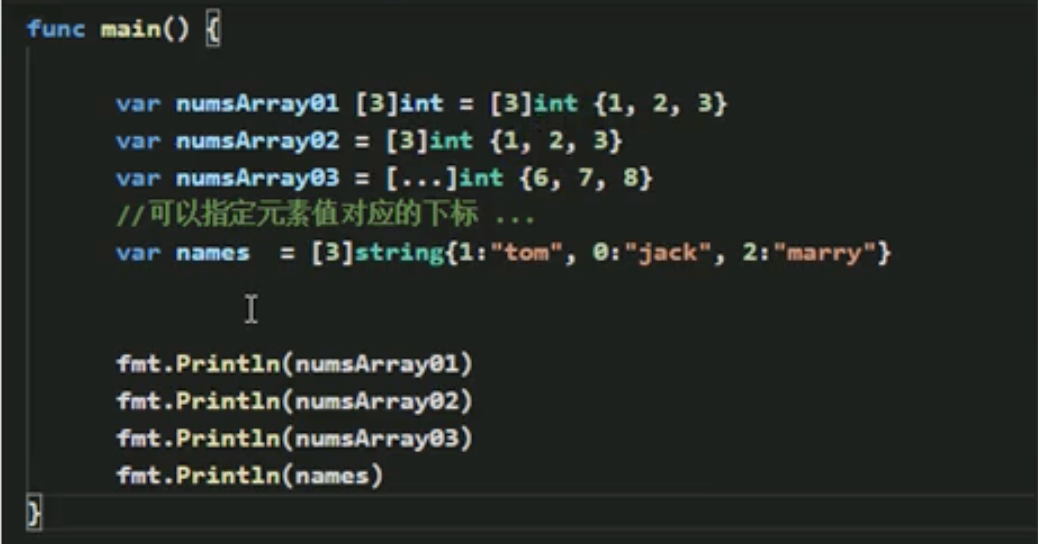 func main() {
var numsArray01 [3]int = [3]int {1, 2, 3}
var numsArray02 = [3]int {1, 2, 3}
var numsArray03 = [...]int {6, 7, 8}
//可以指定元素值对应的下标 ...
var names  = [3]string{1:"tom", 0:"jack", 2:"marry"}
fmt.Println(numsArray01)
fmt.Println(numsArray02)
fmt.Println(numsArray03)
fmt.Println(names)
}